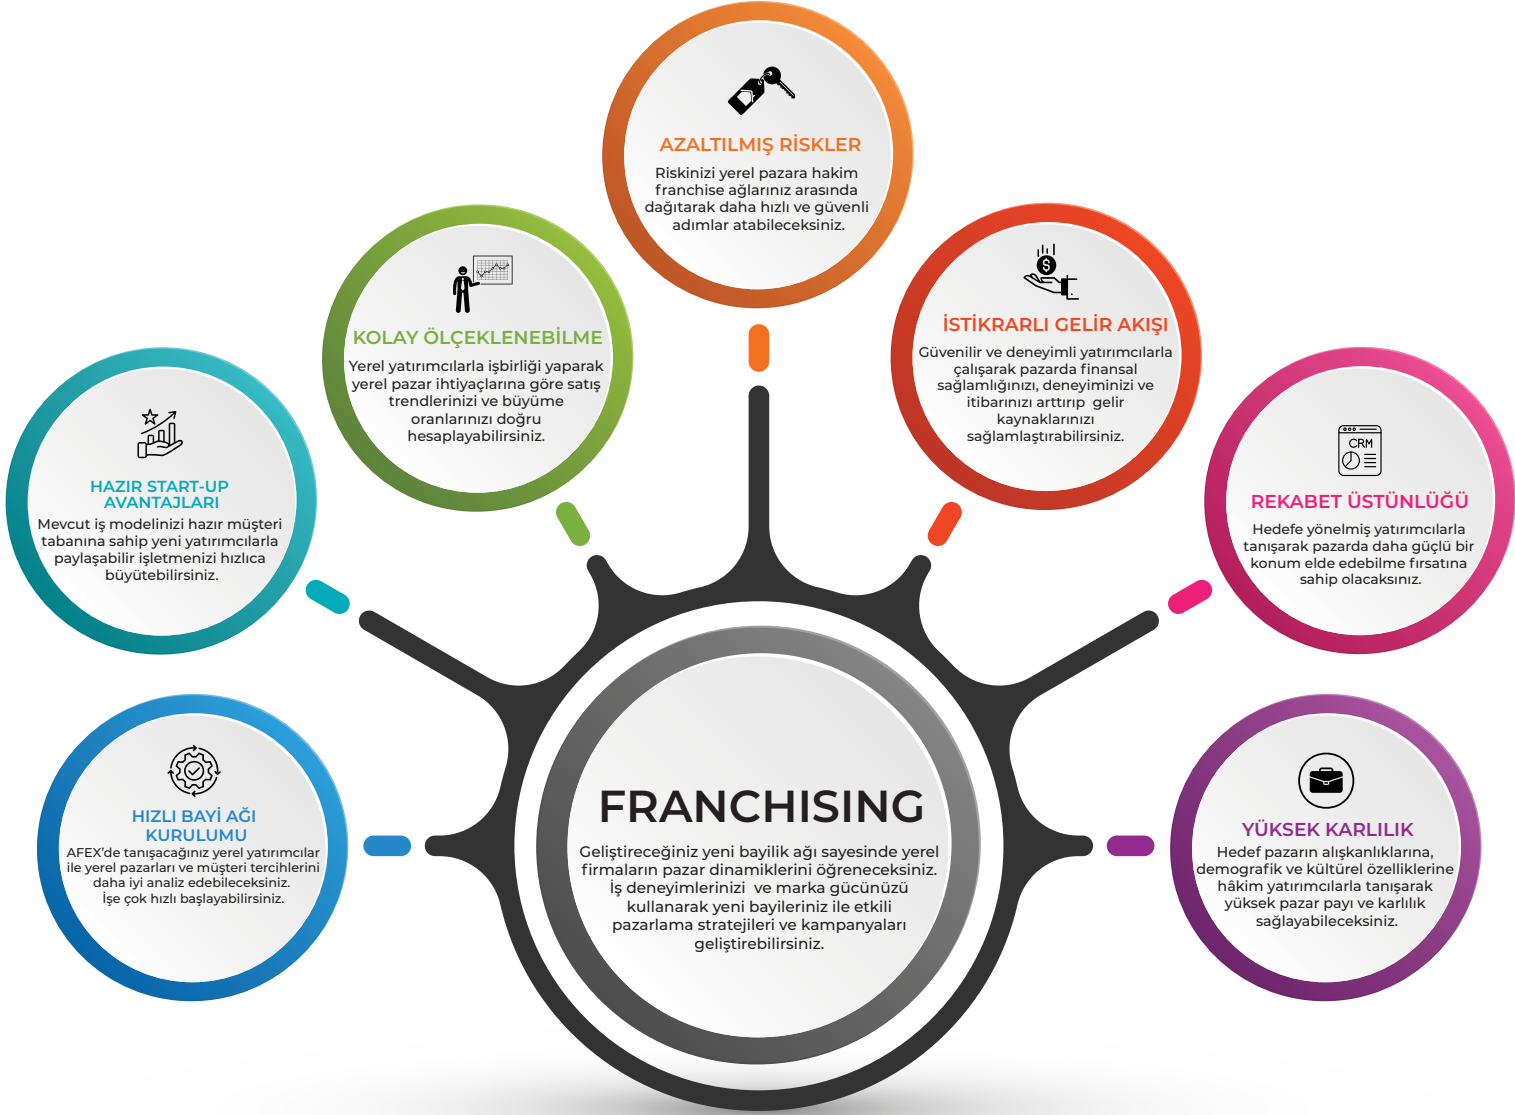 AZALTILMIŞ RİSKLER
Riskinizi yerel pazara hakim
franchise ağlarınız arasında
dağıtarak daha hızlı ve güvenli
adımlar atabileceksiniz.
KOLAY ÖLÇEKLENEBİLME
Yerel yatırımcılarla işbirliği yaparak
yerel pazar ihtiyaçlarına göre satış
trendlerinizi ve büyüme
oranlarınızı doğru
hesaplayabilirsiniz.
$
İSTİKRARLI GELİR AKIŞI
Güvenilir ve deneyimli yatırımcılarla
çalışarak pazarda finansal
sağlamlığınızı, deneyiminizi ve
itibarınızı arttırıp  gelir
kaynaklarınızı
sağlamlaştırabilirsiniz.
HAZIR START-UP
AVANTAJLARI
Mevcut iş modelinizi hazır müşteri
tabanına sahip yeni yatırımcılarla
paylaşabilir işletmenizi hızlıca
büyütebilirsiniz.
CRM
REKABET ÜSTÜNLÜĞÜ
Hedefe yönelmiş yatırımcılarla
tanışarak pazarda daha güçlü bir
konum elde edebilme fırsatına
sahip olacaksınız.
HIZLI BAYİ AĞI
KURULUMU
AFEX'de tanışacağınız yerel yatırımcılar
ile yerel pazarları ve müşteri tercihlerini
daha iyi analiz edebileceksiniz.
İşe çok hızlı başlayabilirsiniz.
FRANCHISING
Geliştireceğiniz yeni bayilik ağı sayesinde yerel
firmaların pazar dinamiklerini öğreneceksiniz.
İş deneyimlerinizi  ve marka gücünüzü
kullanarak yeni bayileriniz ile etkili
pazarlama stratejileri ve kampanyaları
geliştirebilirsiniz.
YÜKSEK KARLILIK
Hedef pazarın alışkanlıklarına,
demografik ve kültürel özelliklerine
hâkim yatırımcılarla tanışarak
yüksek pazar payı ve karlılık
sağlayabileceksiniz.